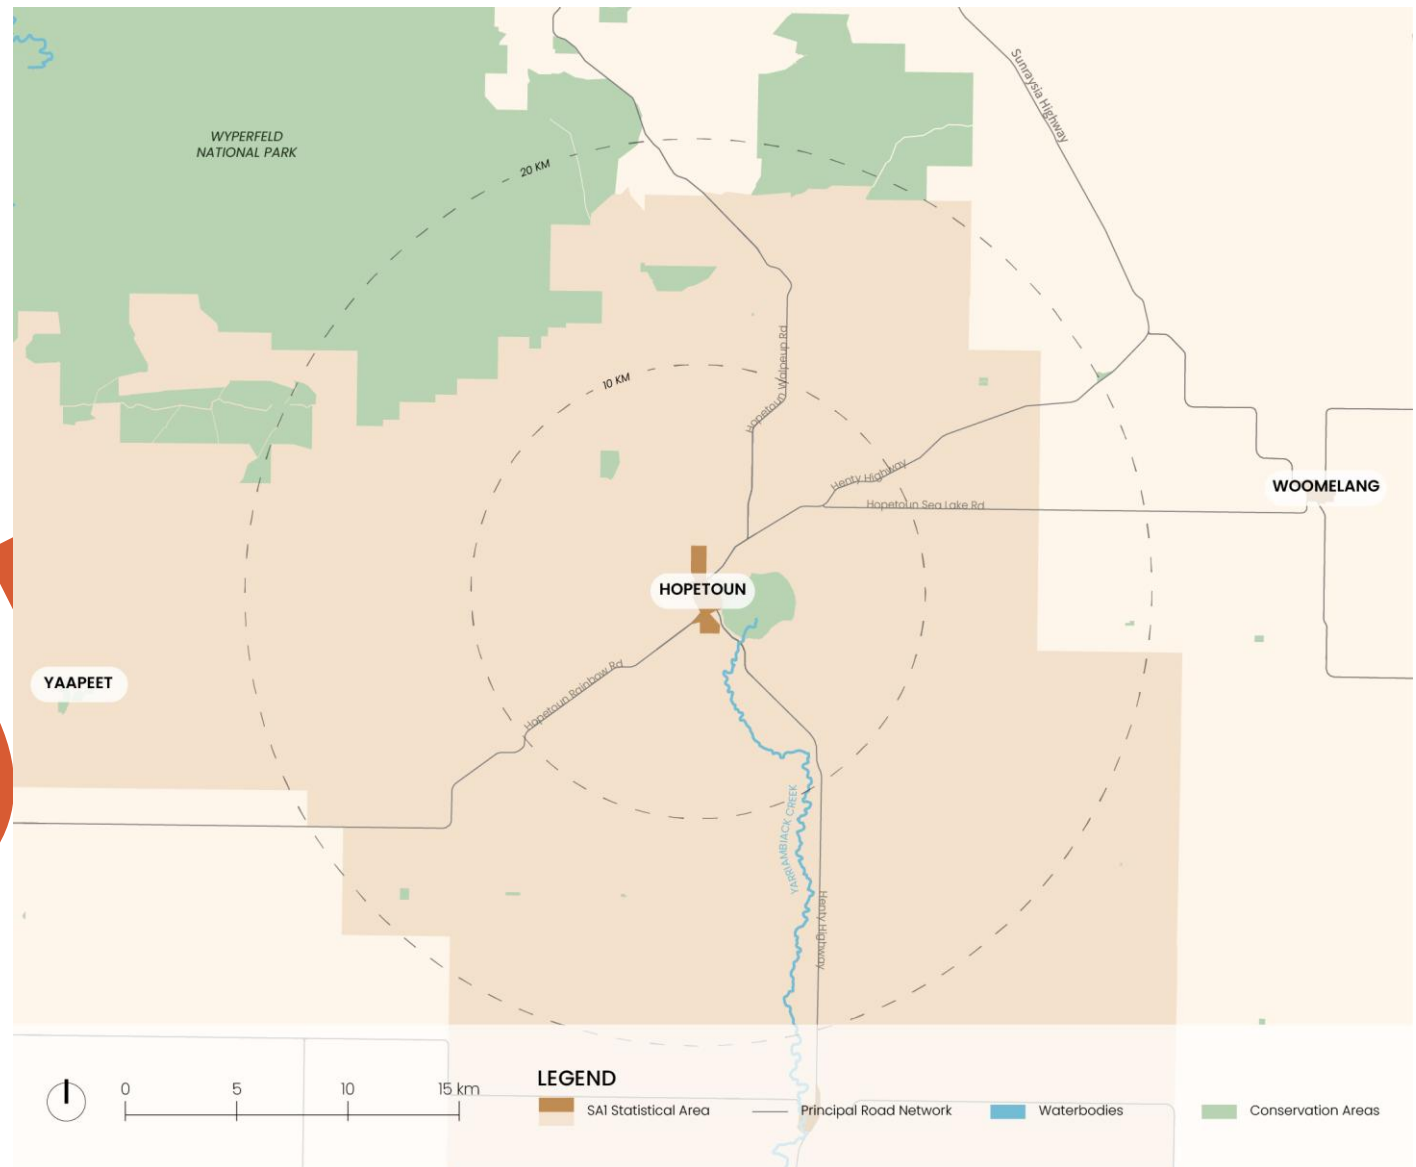 Sunraysia Highway
WYPERFELD
NATIONAL PARK
20 KM
10 KM
Hopetoun Walpeup Rd
Henty Highway
Hopetoun Sea Lake Rd
WOOMELANG
HOPETOUN
YAAPEET
Hopetoun Rainbow Rd
YARRIAMBIACK CREEK
Henty Highway
LEGEND
0 5 10 15 km
SA1 Statistical Area
Principal Road Network
Waterbodies
Conservation Areas